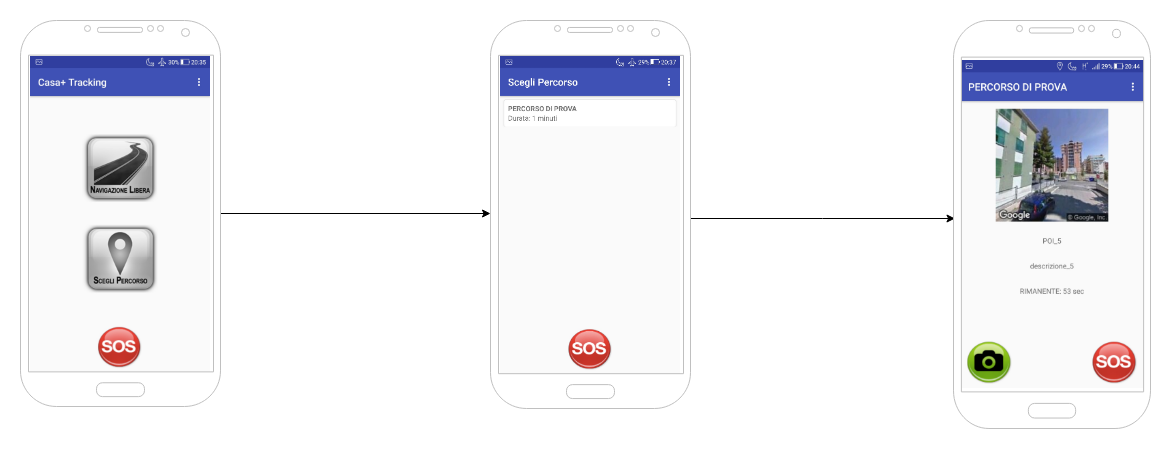 30% 20:35
Casa+ Tracking
NAVIGAZIONE LIBERA
SCEGLI PERCORSO
SOS
29% 20:37
Scegli Percorso
PERCORSO DI PROVA
Durata: 1 minuti
SOS
H+ 29% 20:44
PERCORSO DI PROVA
Google
© Google, Inc
POI_5
descrizione_5
RIMANENTE: 53 sec
SOS